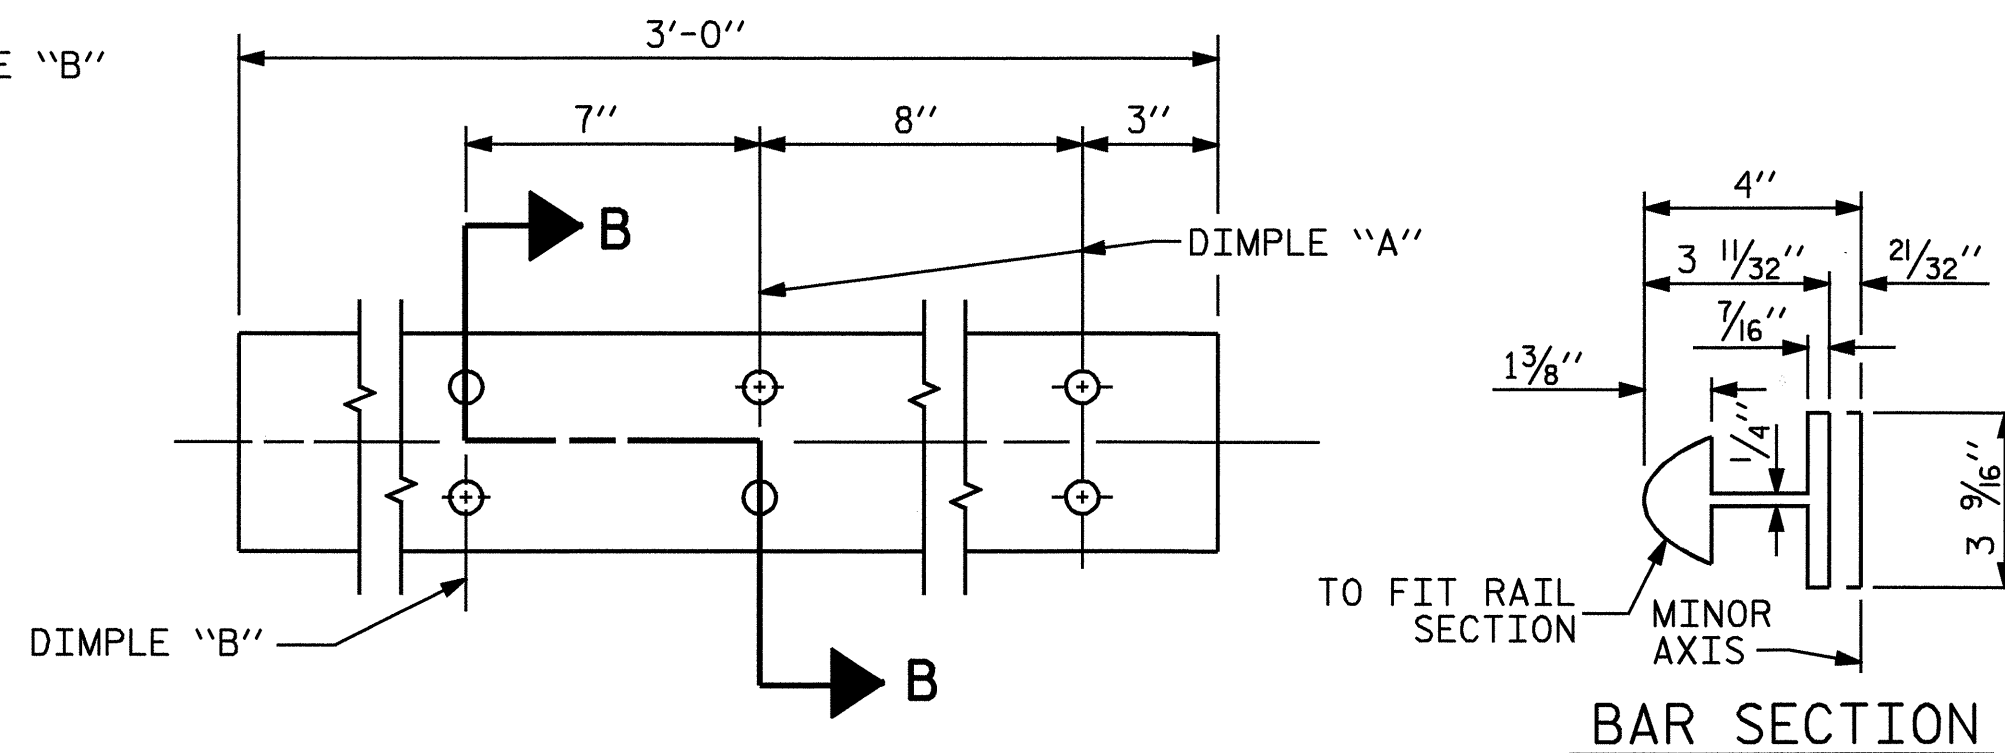 E “B”
3'-0"
7"
8"
3"
B
DIMPLE “A”
DIMPLE “B”
B
4"
3 11/32"
21/32"
7/16"
1 3/8"
1/4"
3 9/16"
TO FIT RAIL
SECTION
MINOR
AXIS
BAR SECTION